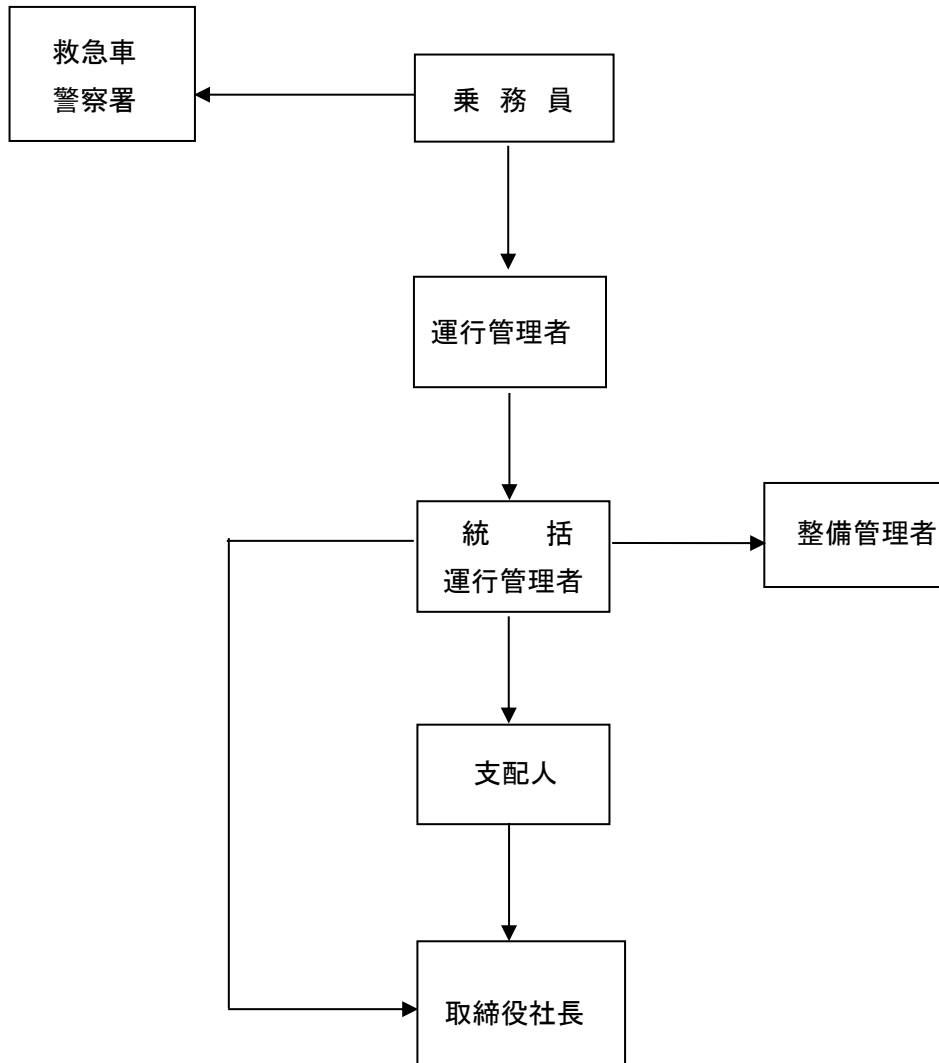 救急車
警察署
乗 務 員
運行管理者
統 括
運行管理者
整備管理者
支配人
取締役社長